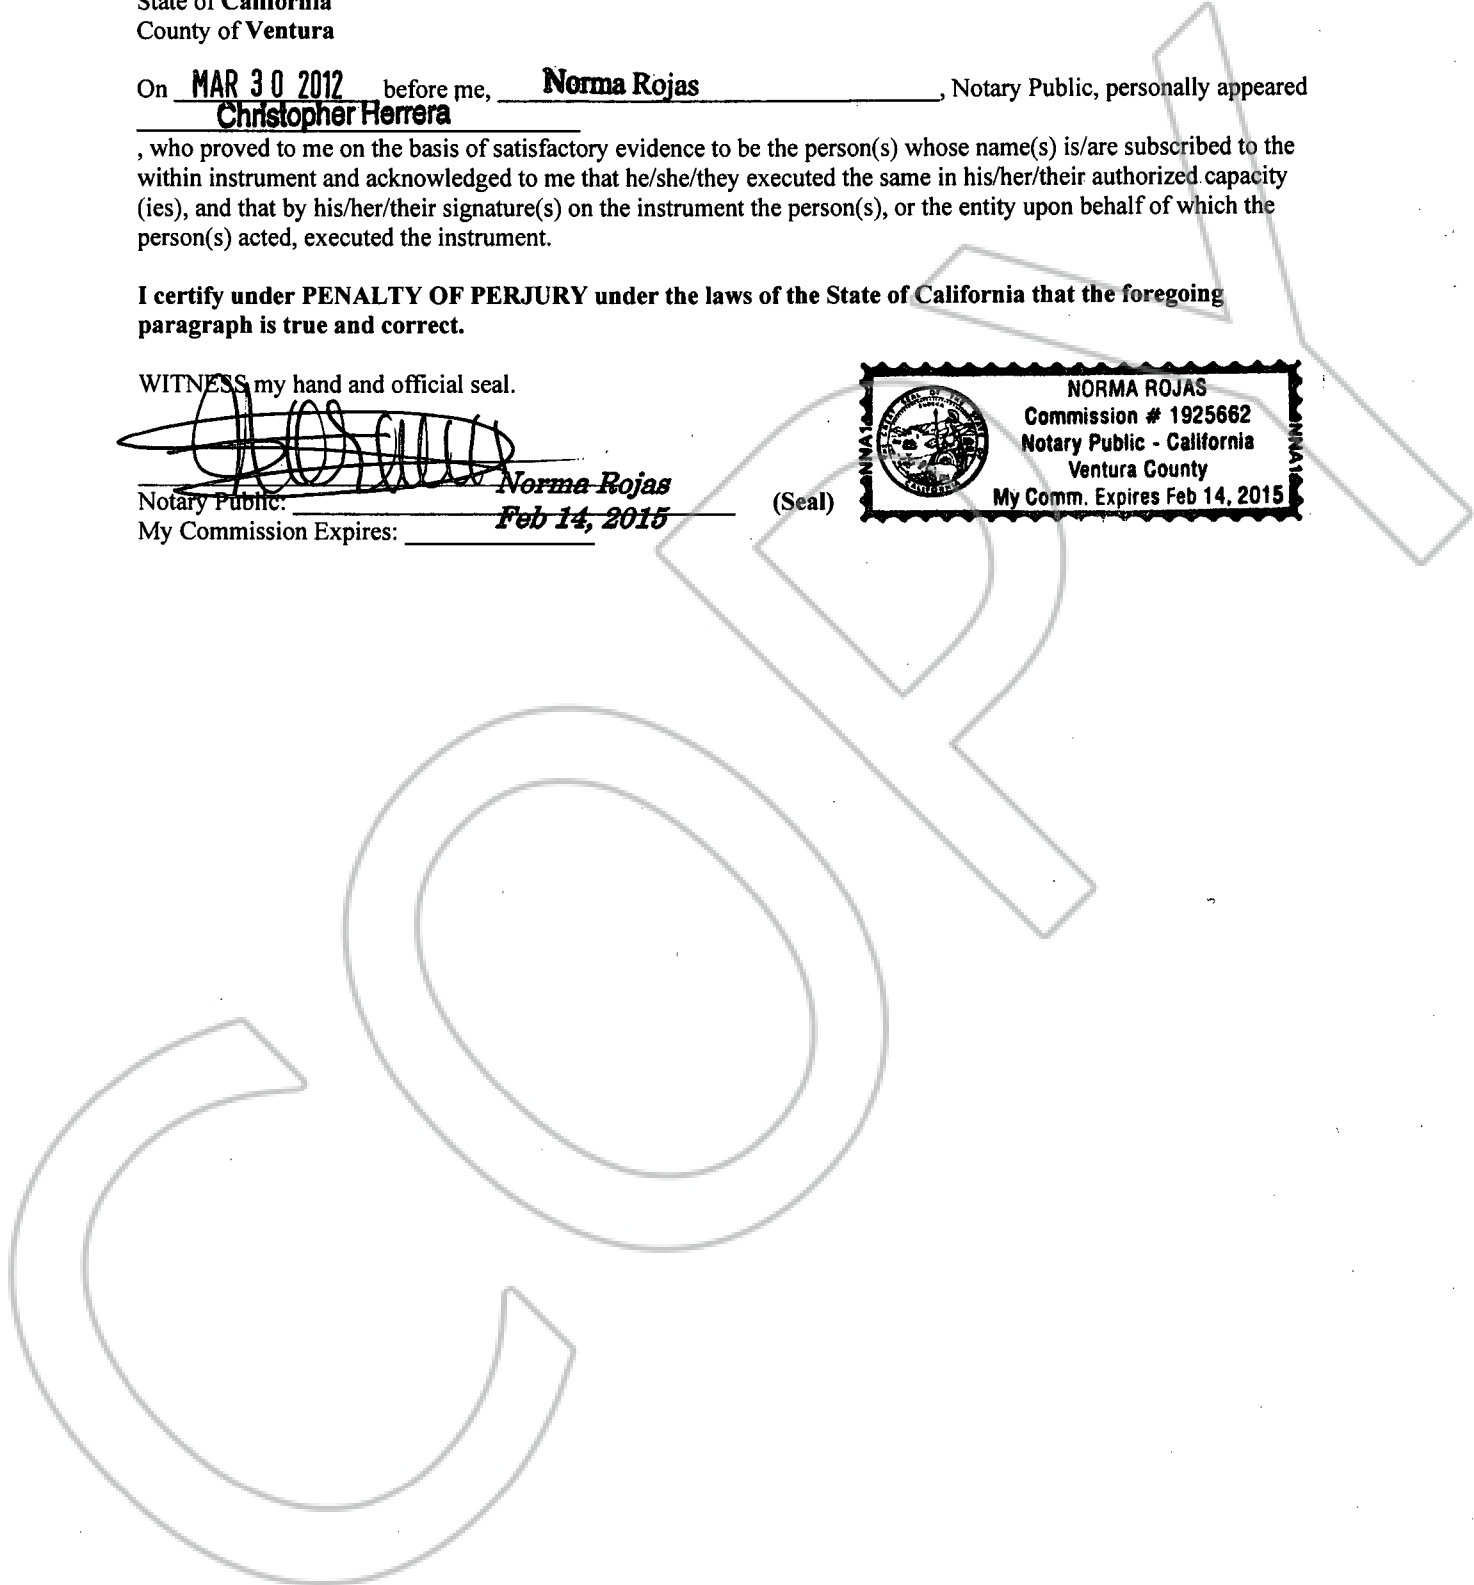 State of California
County of Ventura
On MAR 30 2012 before me, Norma Rojas, Notary Public, personally appeared
Christopher Herrera
, who proved to me on the basis of satisfactory evidence to be the person(s) whose name(s) is/are subscribed to the
within instrument and acknowledged to me that he/she/they executed the same in his/her/their authorized capacity
(ies), and that by his/her/their signature(s) on the instrument the person(s), or the entity upon behalf of which the
person(s) acted, executed the instrument.
I certify under PENALTY OF PERJURY under the laws of the State of California that the foregoing
paragraph is true and correct.
WITNESS my hand and official seal.
Notary Public: Norma Rojas
My Commission Expires: Feb 14, 2015
(Seal)
NORMA ROJAS
Commission # 1925662
Notary Public - California
Ventura County
My Comm. Expires Feb 14, 2015
COPY